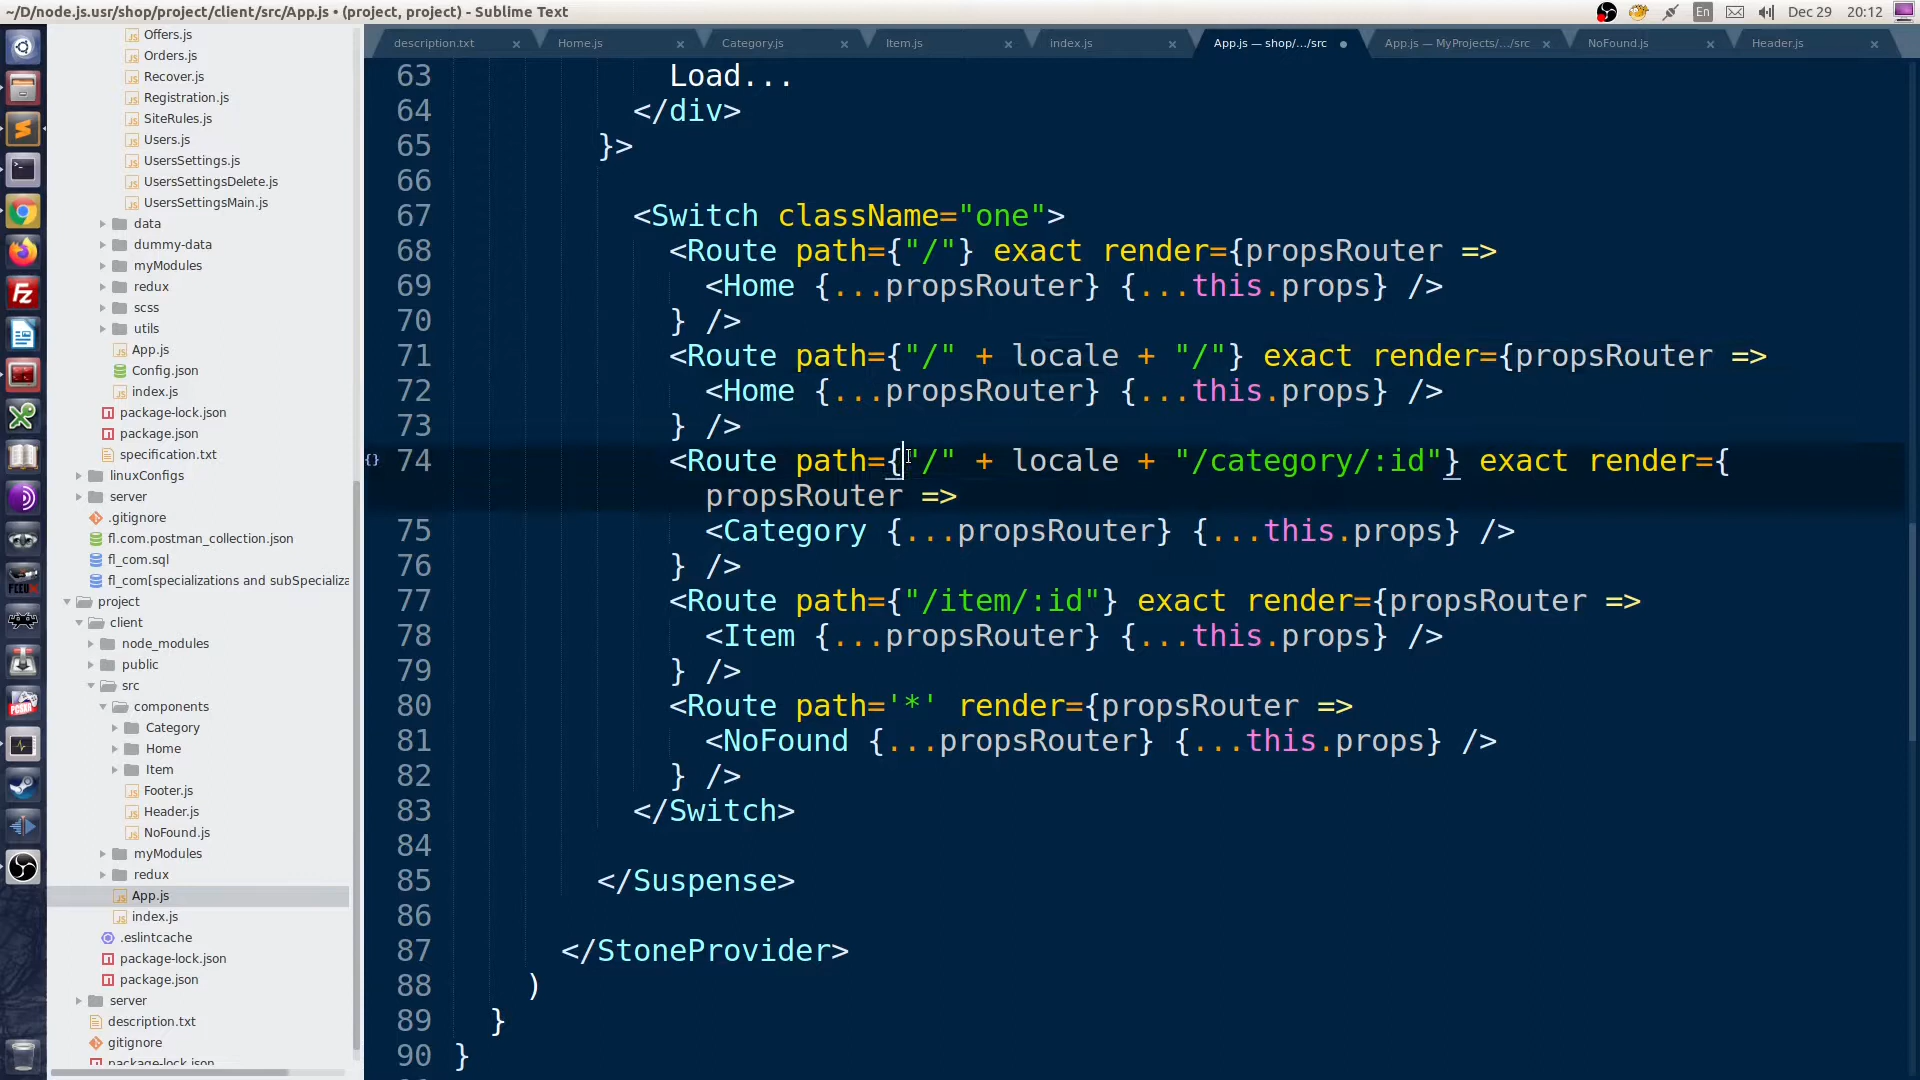 ~/D/node.js.usr/shop/project/client/src/App.js • (project, project) - Sublime Text
En
Dec 29
20:12
description.txt
Home.js
Category.js
Item.js
index.js
App.js — shop/.../src
App.js — MyProjects/.../src
NoFound.js
Header.js
Offers.js
Orders.js
Recover.js
Registration.js
SiteRules.js
Users.js
UsersSettings.js
UsersSettingsDelete.js
UsersSettingsMain.js
data
dummy-data
myModules
redux
scss
utils
App.js
Config.json
index.js
package-lock.json
package.json
specification.txt
linuxConfigs
server
.gitignore
fl.com.postman_collection.json
fl_com.sql
fl_com[specializations and subSpecializa
project
client
node_modules
public
src
components
Category
Home
Item
Footer.js
Header.js
NoFound.js
myModules
redux
App.js
index.js
.eslintcache
package-lock.json
package.json
server
description.txt
gitignore
package-lock.json
63 Load...
64 </div>
65 }>
66
67 <Switch className="one">
68 <Route path={"/"} exact render={propsRouter =>
69 <Home {...propsRouter} {...this.props} />
70 } />
71 <Route path={"/" + locale + "/"} exact render={propsRouter =>
72 <Home {...propsRouter} {...this.props} />
73 } />
{} 74 <Route path={"/" + locale + "/category/:id"} exact render={
propsRouter =>
75 <Category {...propsRouter} {...this.props} />
76 } />
77 <Route path={"/item/:id"} exact render={propsRouter =>
78 <Item {...propsRouter} {...this.props} />
79 } />
80 <Route path='*' render={propsRouter =>
81 <NoFound {...propsRouter} {...this.props} />
82 } />
83 </Switch>
84
85 </Suspense>
86
87 </StoneProvider>
88 )
89 }
90 }